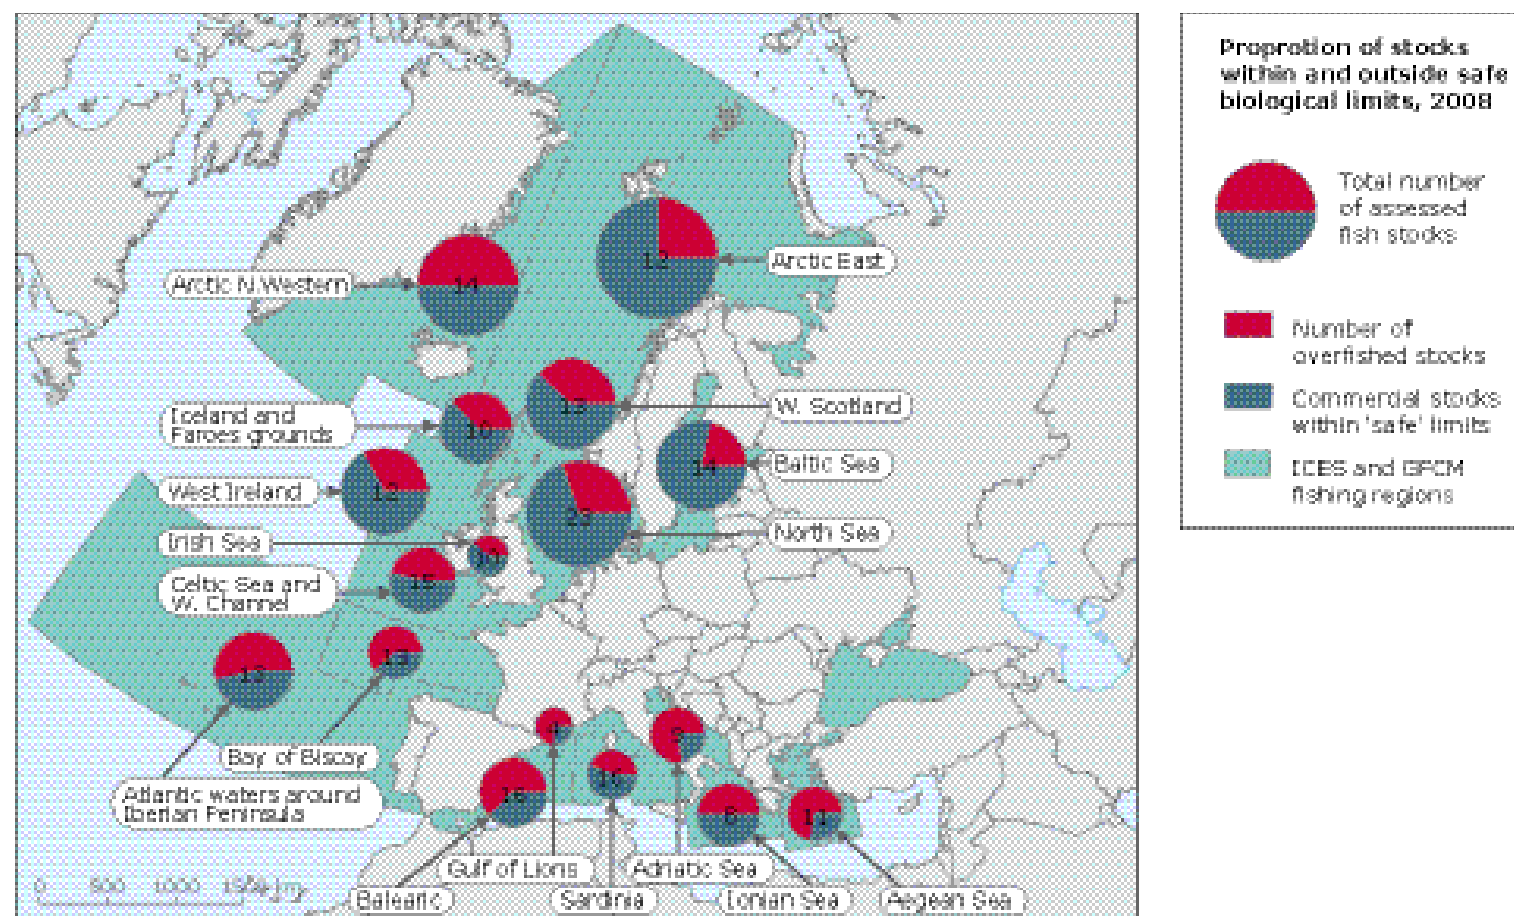 Proprotion of stocks
within and outside safe
biological limits, 2008
Total number
of assessed
fish stocks
Number of
overfished stocks
Commercial stocks
within 'safe' limits
ICES and GFCM
fishing regions
Arctic N.Western
14
12
Arctic East
Iceland and
Faroes grounds
10
13
W. Scotland
14
Baltic Sea
West Ireland
12
23
North Sea
Irish Sea
10
Celtic Sea and
W. Channel
15
13
13
Bay of Biscay
Atlantic waters around
Iberian Peninsula
4
9
16
16
6
11
Gulf of Lions
Adriatic Sea
Balearic
Sardinia
Ionian Sea
Aegean Sea
0 500 1000